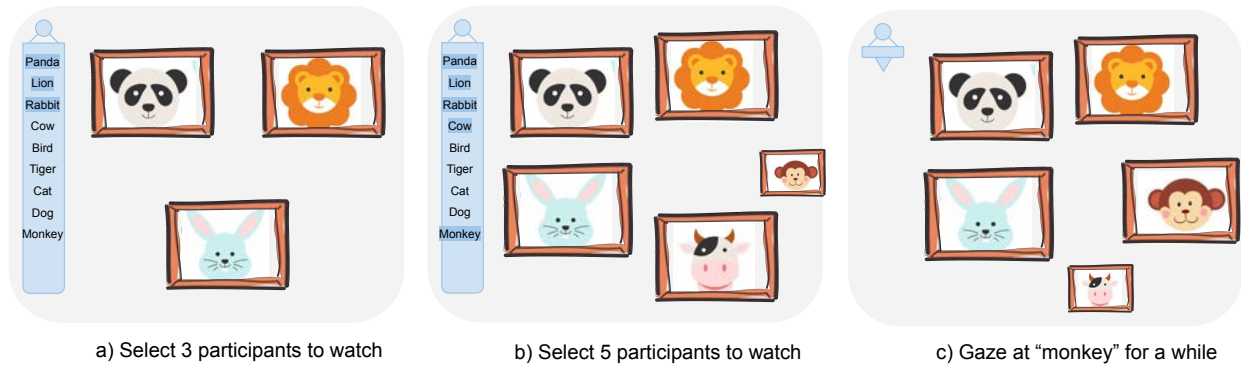 Panda
Lion
Rabbit
Cow
Bird
Tiger
Cat
Dog
Monkey
a) Select 3 participants to watch
Panda
Lion
Rabbit
Cow
Bird
Tiger
Cat
Dog
Monkey
b) Select 5 participants to watch
c) Gaze at “monkey” for a while